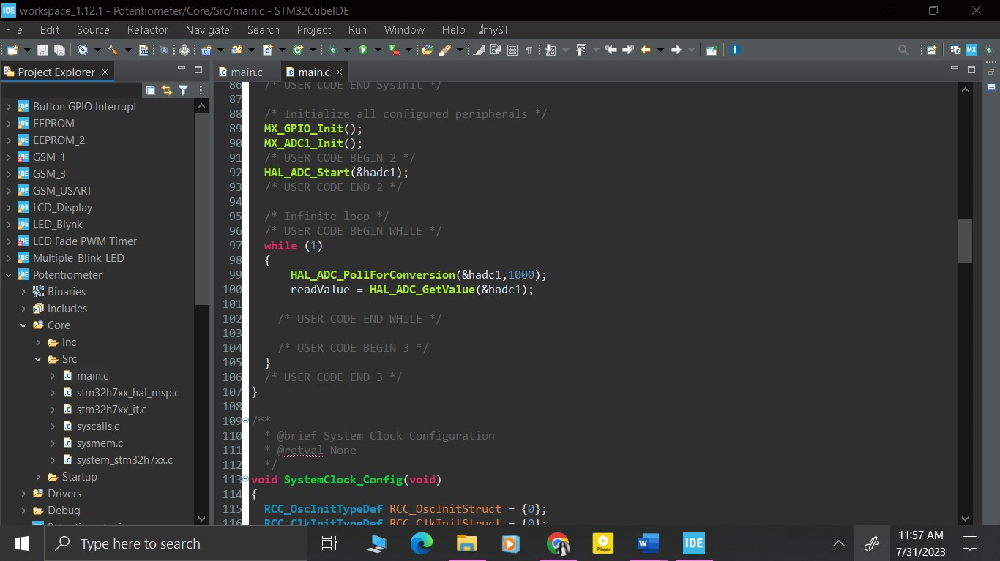 IDE workspace_1.12.1 - Potentiometer/Core/Src/main.c - STM32CubeIDE
File Edit Source Refactor Navigate Search Project Run Window Help myST
MX
Project Explorer
main.c
main.c
Button GPIO Interrupt
EEPROM
EEPROM_2
GSM_1
GSM_3
GSM_USART
LCD_Display
LED_Blynk
LED Fade PWM Timer
Multiple_Blink_LED
Potentiometer
Binaries
Includes
Core
Inc
Src
main.c
stm32h7xx_hal_msp.c
stm32h7xx_it.c
syscalls.c
sysmem.c
system_stm32h7xx.c
Startup
Drivers
Debug
86 /* USER CODE END SysInit */
87
88 /* Initialize all configured peripherals */
89 MX_GPIO_Init();
90 MX_ADC1_Init();
91 /* USER CODE BEGIN 2 */
92 HAL_ADC_Start(&hadc1);
93 /* USER CODE END 2 */
94
95 /* Infinite loop */
96 /* USER CODE BEGIN WHILE */
97 while (1)
98 {
99 HAL_ADC_PollForConversion(&hadc1,1000);
100 readValue = HAL_ADC_GetValue(&hadc1);
101
102 /* USER CODE END WHILE */
103
104 /* USER CODE BEGIN 3 */
105 }
106 /* USER CODE END 3 */
107 }
108
109 /**
110 * @brief System Clock Configuration
111 * @retval None
112 */
113 void SystemClock_Config(void)
114 {
115 RCC_OscInitTypeDef RCC_OscInitStruct = {0};
116 RCC_ClkInitTypeDef RCC_ClkInitStruct = {0};
Type here to search
Player
IDE
11:57 AM
7/31/2023